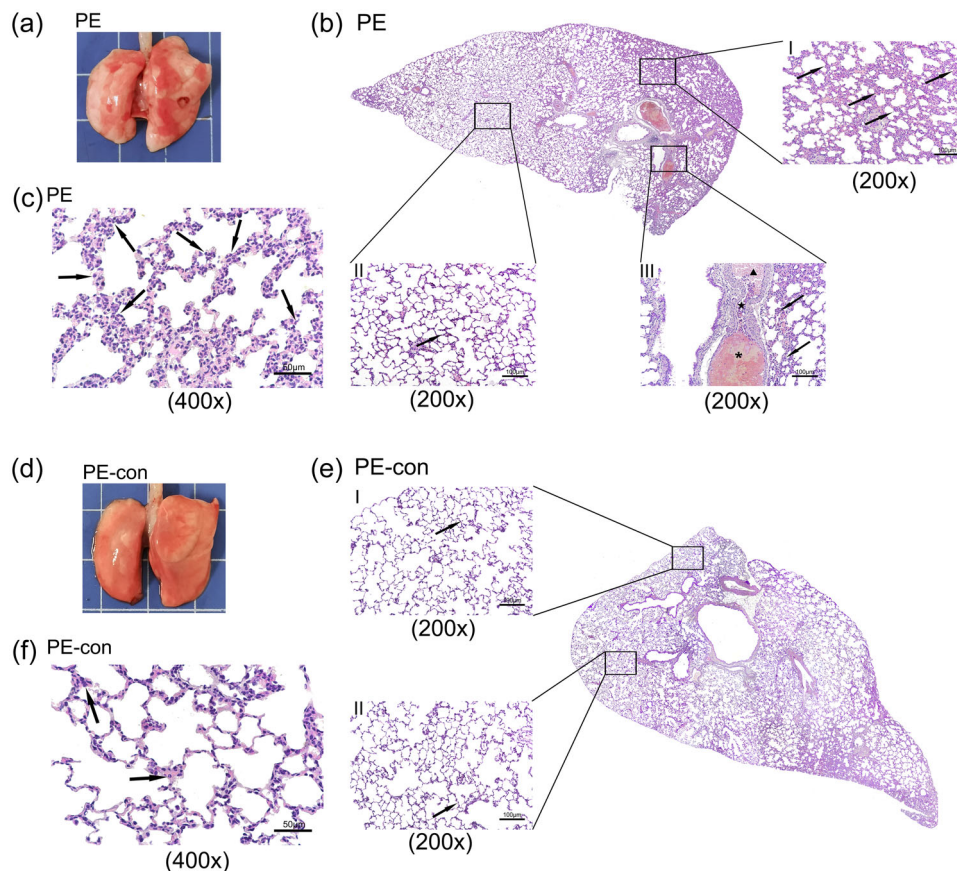 (a) PE
(b) PE
I
100μm
(200x)
(c) PE
50μm
(400x)
II
100μm
(200x)
III
*
*
100μm
(200x)
(d) PE-con
(e) PE-con
I
(200x)
(f) PE-con
50μm
(400x)
II
100μm
(200x)